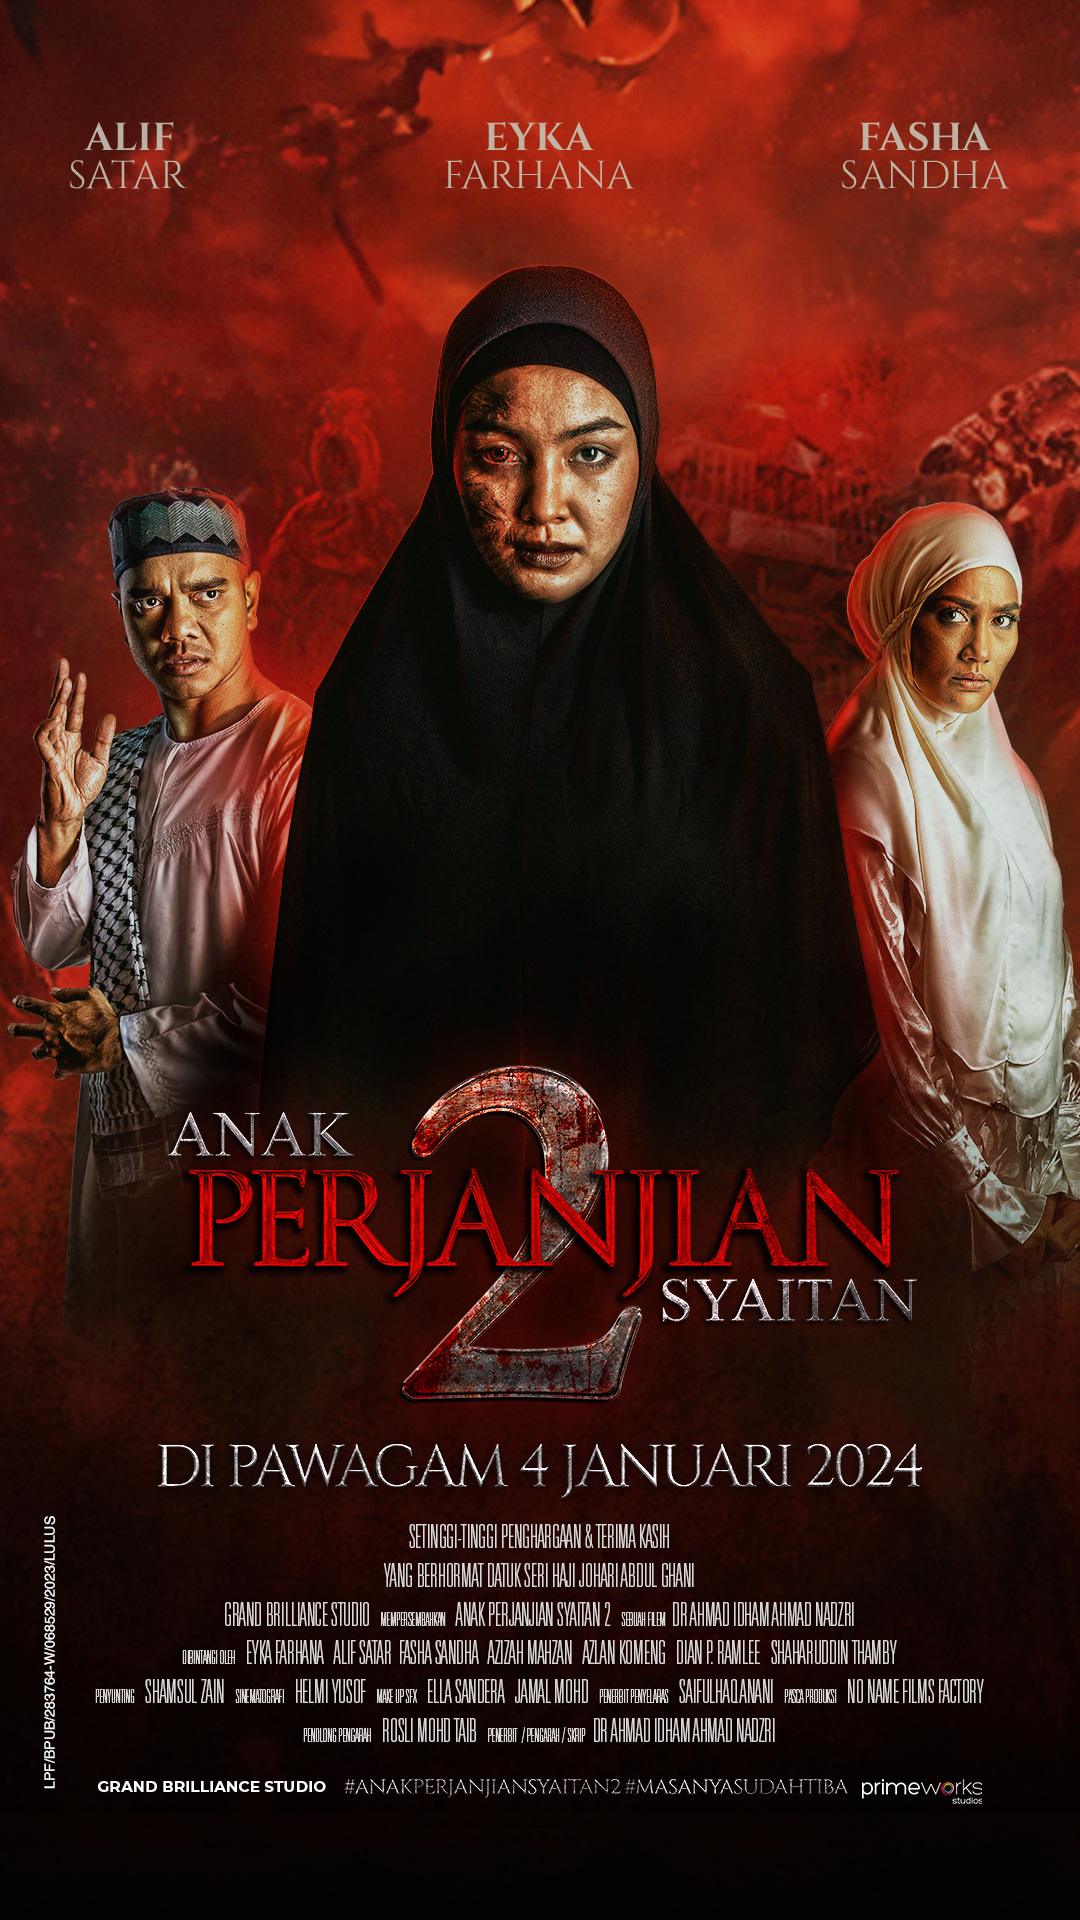 ALIF
SATAR
EYKA
FARHANA
FASHA
SANDHA
ANAK
2
PERJANJIAN
SYAITAN
DI PAWAGAM 4 JANUARI 2024
SETINGGI-TINGGI PENGHARGAAN & TERIMA KASIH
YANG BERHORMAT DATUK SERI HAJI JOHARI ABDUL GHANI
GRAND BRILLIANCE STUDIO MEMPERSEMBAHKAN ANAK PERJANJIAN SYAITAN 2 SEBUAH FILEM DR AHMAD IDHAM AHMAD NADZRI
DIBINTANGI OLEH EYKA FARHANA ALIF SATAR FASHA SANDHA AZIZAH MAHZAN AZLAN KOMENG DIAN P. RAMLEE SHAHARUDDIN THAMBY
PENYUNTING SHAMSUL ZAIN SINEMATOGRAFI HELMI YUSOF MAKE UP SFX ELLA SANDERA JAMAL MOHD PENERBIT PENYELARAS SAIFULHAQ ANANI PASCA PRODUKSI NO NAME FILMS FACTORY
PENOLONG PENGARAH ROSLI MOHD TAIB PENERBIT / PENGARAH / SKRIP DR AHMAD IDHAM AHMAD NADZRI
GRAND BRILLIANCE STUDIO #ANAKPERJANJIANSYAITAN2 #MASANYASUDAHTIBA primeworks
studios
LPF/BPUB/283764-W/068529/2023/LULUS